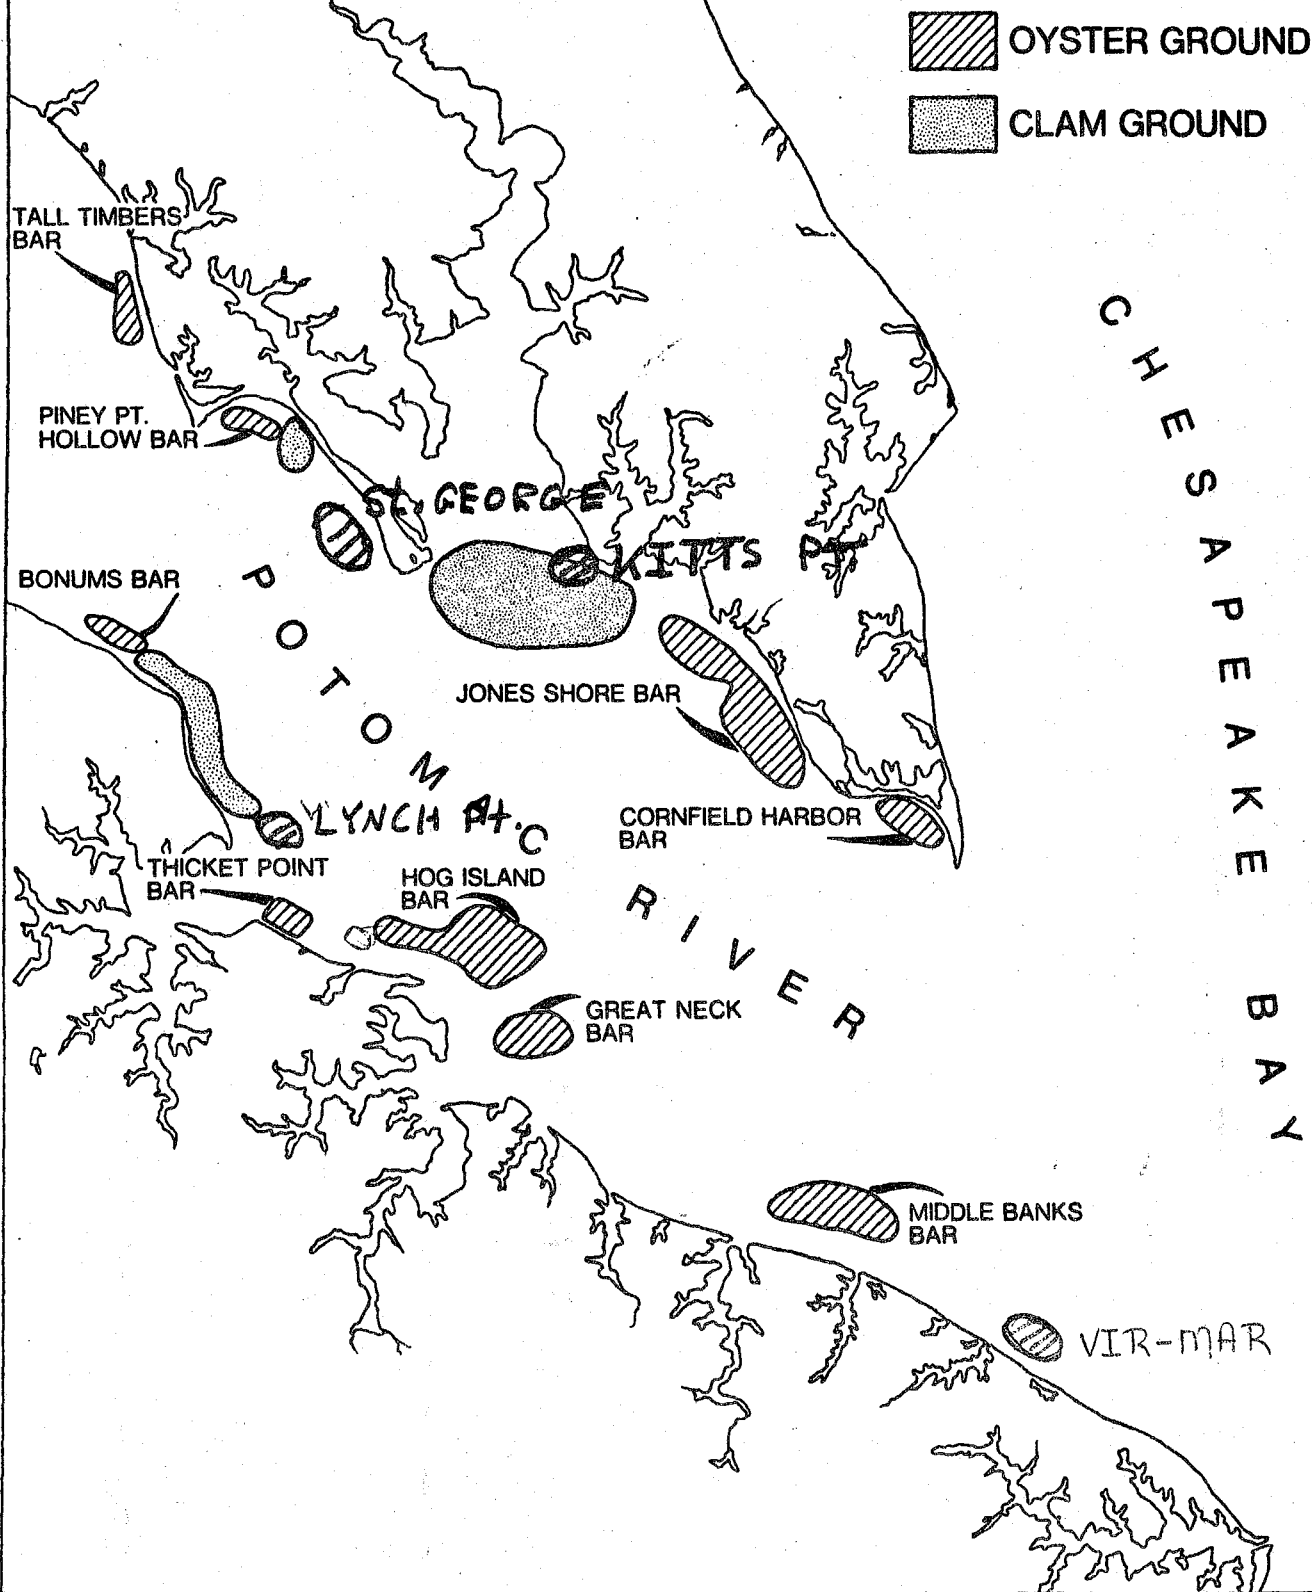 OYSTER GROUND
CLAM GROUND
TALL TIMBERS
BAR
PINEY PT.
HOLLOW BAR
St. GEORGE
KITTS PT.
BONUMS BAR
POTOMAC RIVER
JONES SHORE BAR
CHESAPEAKE BAY
LYNCH Pt.
CORNFIELD HARBOR
BAR
THICKET POINT
BAR
HOG ISLAND
BAR
GREAT NECK
BAR
MIDDLE BANKS
BAR
VIR-MAR